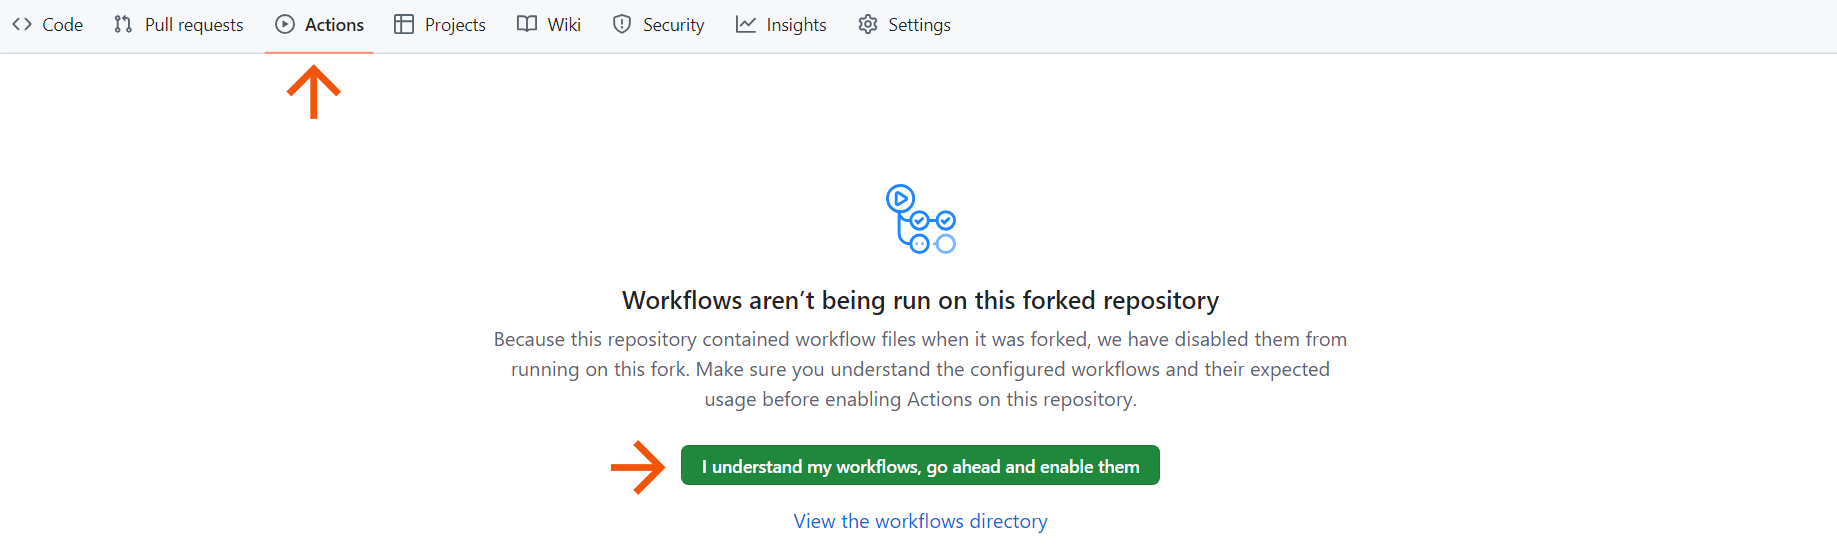 Code Pull requests Actions Projects Wiki Security Insights Settings
Workflows aren’t being run on this forked repository
Because this repository contained workflow files when it was forked, we have disabled them from
running on this fork. Make sure you understand the configured workflows and their expected
usage before enabling Actions on this repository.
I understand my workflows, go ahead and enable them
View the workflows directory